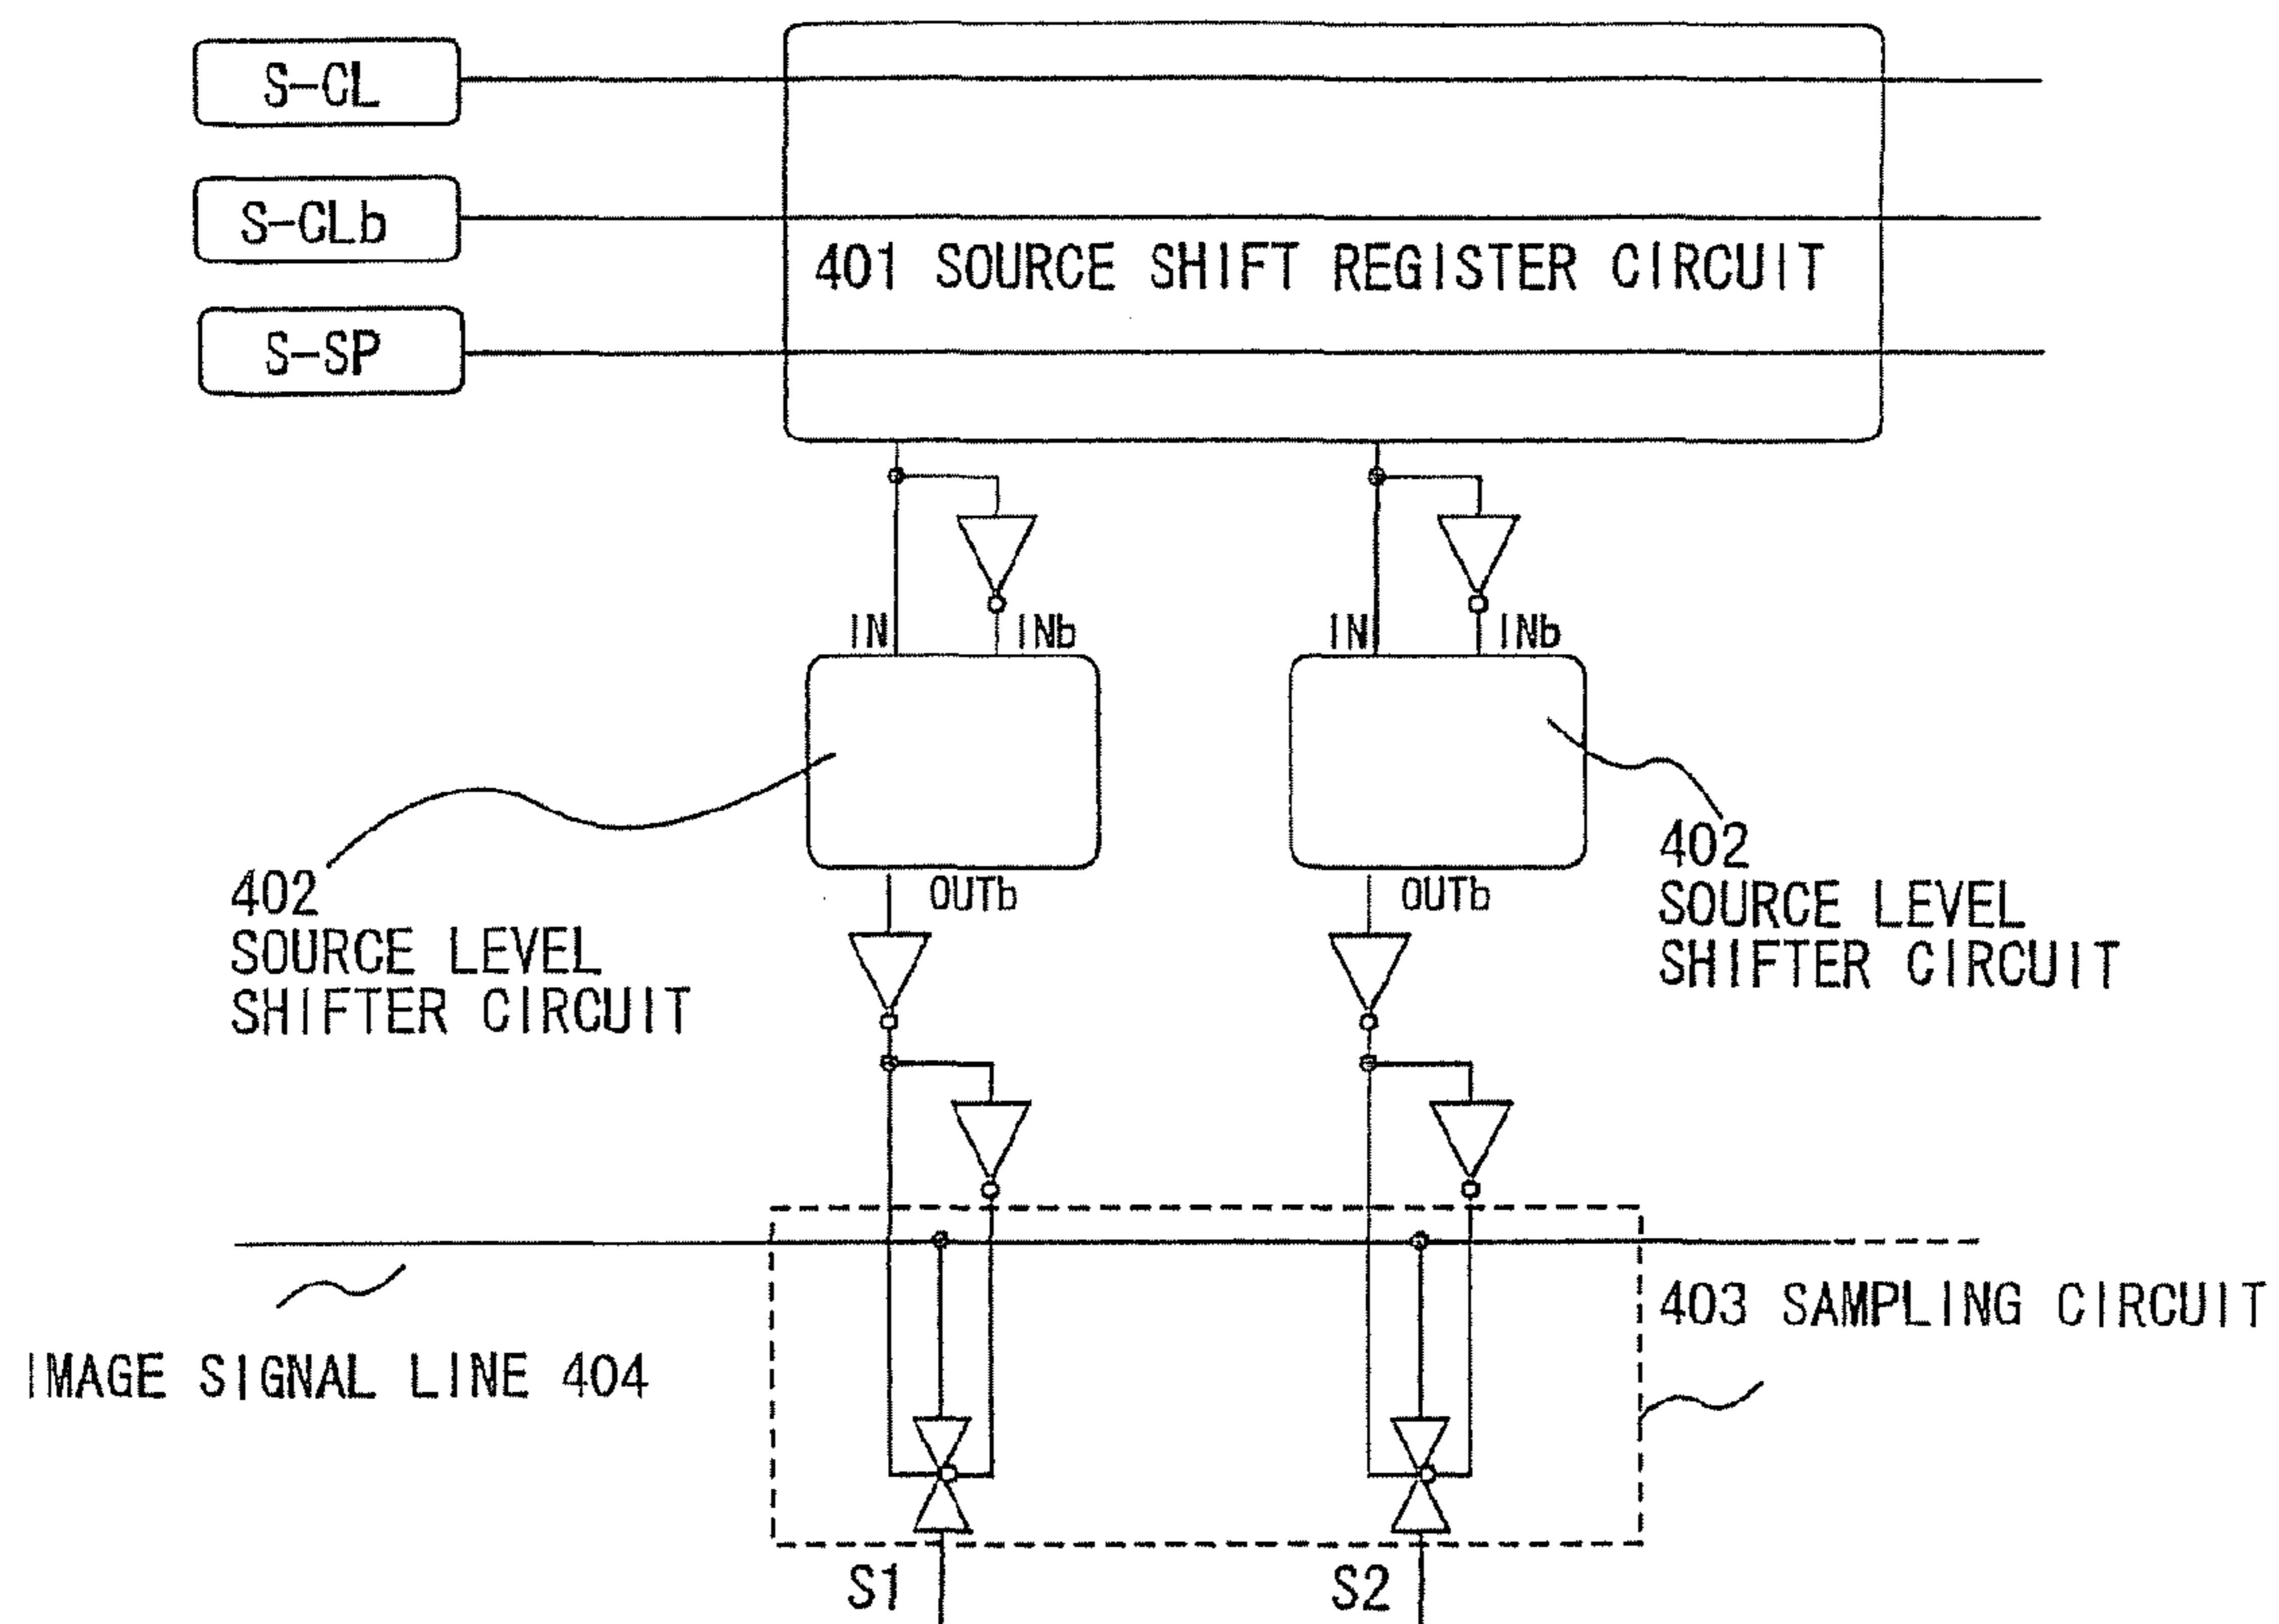 S-CL
S-CLb
401 SOURCE SHIFT REGISTER CIRCUIT
S-SP
IN
INb
IN
INb
402
SOURCE LEVEL
SHIFTER CIRCUIT
OUTb
OUTb
402
SOURCE LEVEL
SHIFTER CIRCUIT
403 SAMPLING CIRCUIT
IMAGE SIGNAL LINE 404
S1
S2